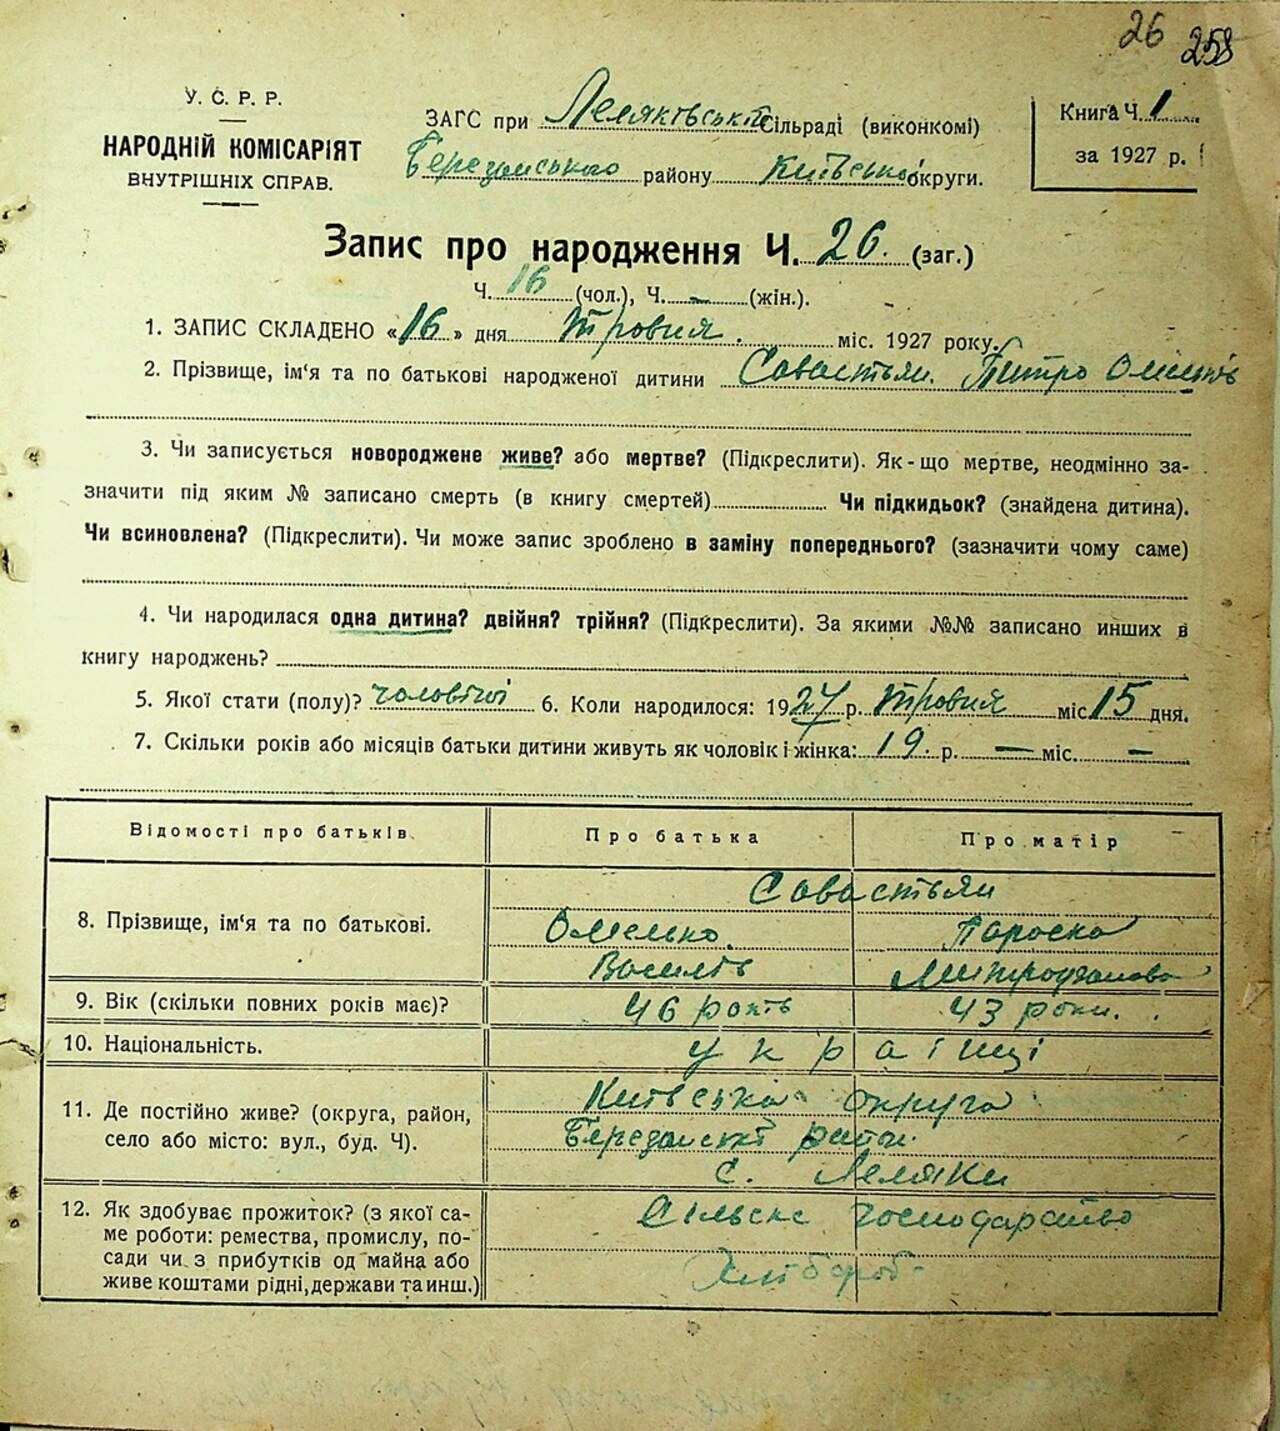 26 258
У. С. Р. Р.
НАРОДНІЙ КОМІСАРІЯТ
ВНУТРІШНІХ СПРАВ.
ЗАГС при Леляківській Сільраді (виконкомі)
Березанського району Київської округи.
Книга Ч. 1
за 1927 р.
Запис про народження Ч. 26. (заг.)
Ч. 16 (чол.), Ч. — (жін.).
1. ЗАПИС СКЛАДЕНО «16» дня травня. міс. 1927 року.
2. Прізвище, ім‘я та по батькові народженої дитини Савастьян. Петро Омельків
3. Чи записується новороджене живе? або мертве? (Підкреслити). Як-що мертве, неодмінно за-
значити під яким № записано смерть (в книгу смертей) Чи підкидьок? (знайдена дитина).
Чи всиновлена? (Підкреслити). Чи може запис зроблено в заміну попереднього? (зазначити чому саме)
4. Чи народилася одна дитина? двійня? трійня? (Підкреслити). За якими №№ записано инших в
книгу народжень?
5. Якої стати (полу)? чоловічої 6. Коли народилося: 1927 р. травня міс. 15 дня.
7. Скільки років або місяців батьки дитини живуть як чоловік і жінка: 19. р. — міс. —
Відомості про батьків. Про батька Про матір
Савастьян
8. Прізвище, ім‘я та по батькові. Омелько. Параска
Василів Митрофанова
9. Вік (скільки повних років має)? 46 років 43 роки.
10. Національність. українці
11. Де постійно живе? (округа, район, село або місто: вул., буд. Ч). Київська округа
Березанський район.
с. Леляки
12. Як здобуває прожиток? (з якої са-
ме роботи: ремества, промислу, по-
сади чи з прибутків од майна або
живе коштами рідні, держави та инш.)
Сільське господарство
Хлібороб